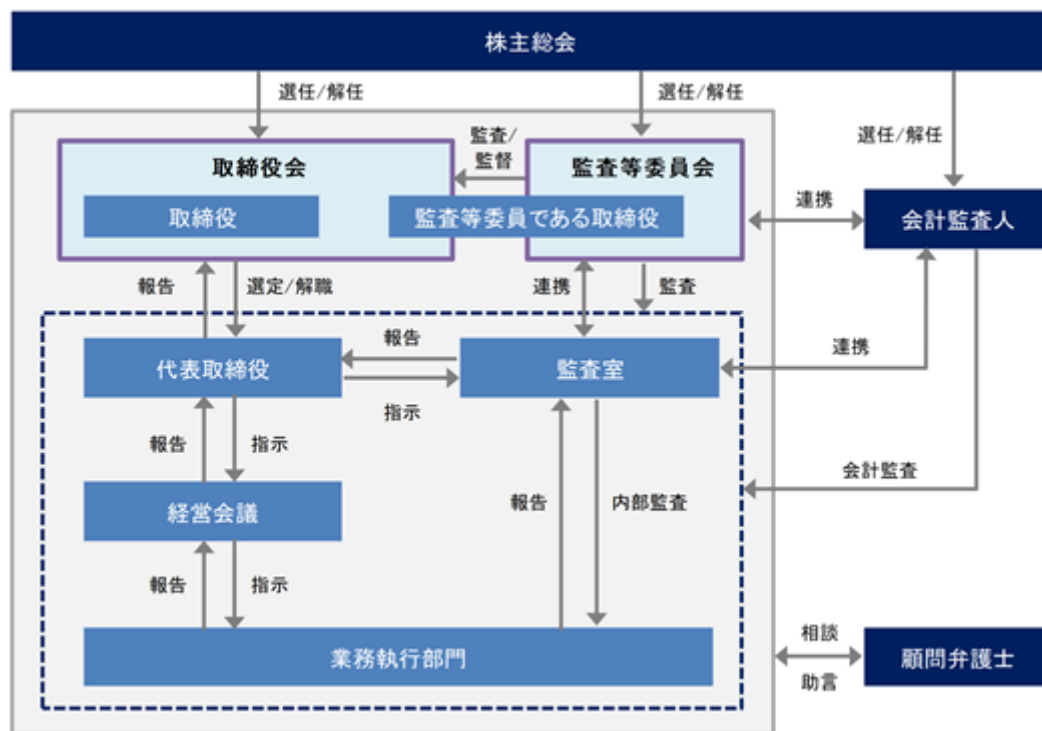 株主総会
選任/解任
選任/解任
選任/解任
取締役会
監査/
監督
監査等委員会
取締役
監査等委員である取締役
連携
会計監査人
報告
選定/解職
連携
監査
代表取締役
報告
指示
監査室
連携
報告
指示
会計監査
経営会議
報告
内部監査
報告
指示
業務執行部門
相談
助言
顧問弁護士